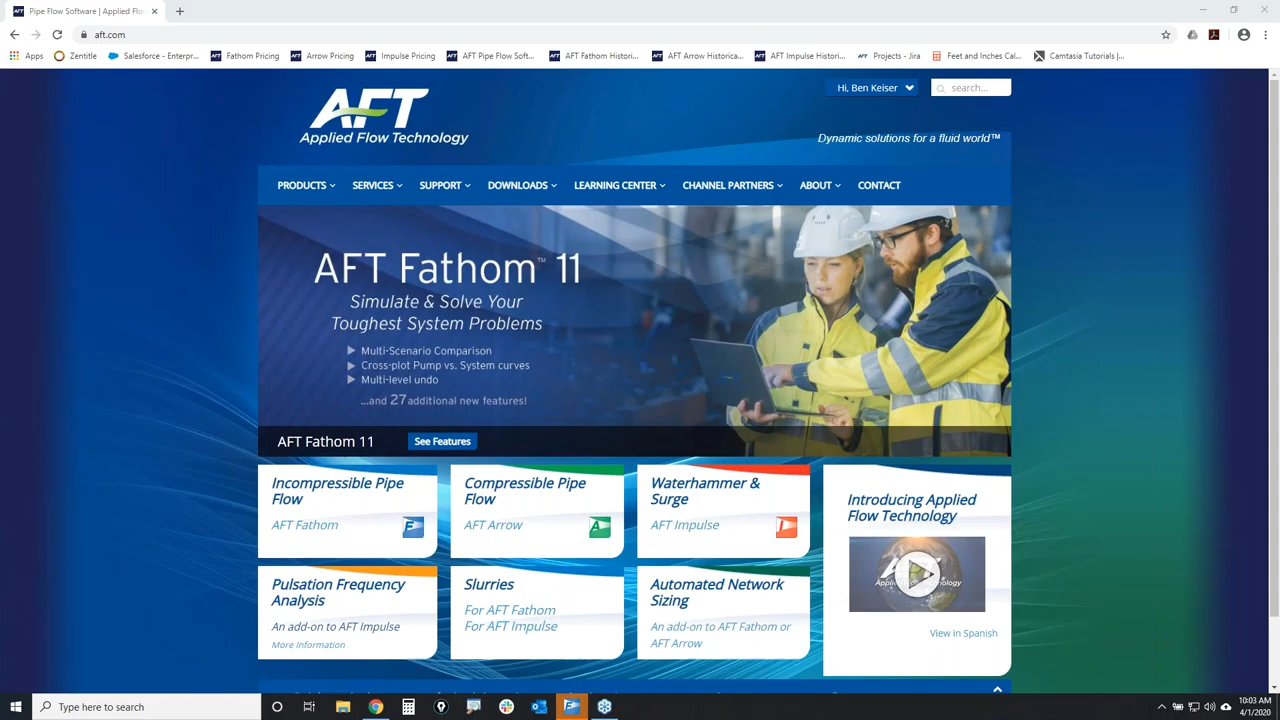 Pipe Flow Software | Applied Flo
aft.com
Apps
Zentitle
Salesforce - Enterpr...
Fathom Pricing
Arrow Pricing
Impulse Pricing
AFT Pipe Flow Soft...
AFT Fathom Histori...
AFT Arrow Historica...
AFT Impulse Histori...
Projects - Jira
Feet and Inches Cal...
Camtasia Tutorials |...
Hi, Ben Keiser
search...
AFT
Applied Flow Technology
Dynamic solutions for a fluid world™
PRODUCTS
SERVICES
SUPPORT
DOWNLOADS
LEARNING CENTER
CHANNEL PARTNERS
ABOUT
CONTACT
AFT Fathom™ 11
Simulate & Solve Your
Toughest System Problems
Multi-Scenario Comparison
Cross-plot Pump vs. System curves
Multi-level undo
...and 27 additional new features!
AFT Fathom 11
See Features
Incompressible Pipe
Flow
AFT Fathom
F
Compressible Pipe
Flow
AFT Arrow
A
Waterhammer &
Surge
AFT Impulse
I
Introducing Applied
Flow Technology
AFT
Applied Flow Technology
View in Spanish
Pulsation Frequency
Analysis
An add-on to AFT Impulse
More Information
Slurries
For AFT Fathom
For AFT Impulse
Automated Network
Sizing
An add-on to AFT Fathom or
AFT Arrow
Type here to search
10:03 AM
4/1/2020